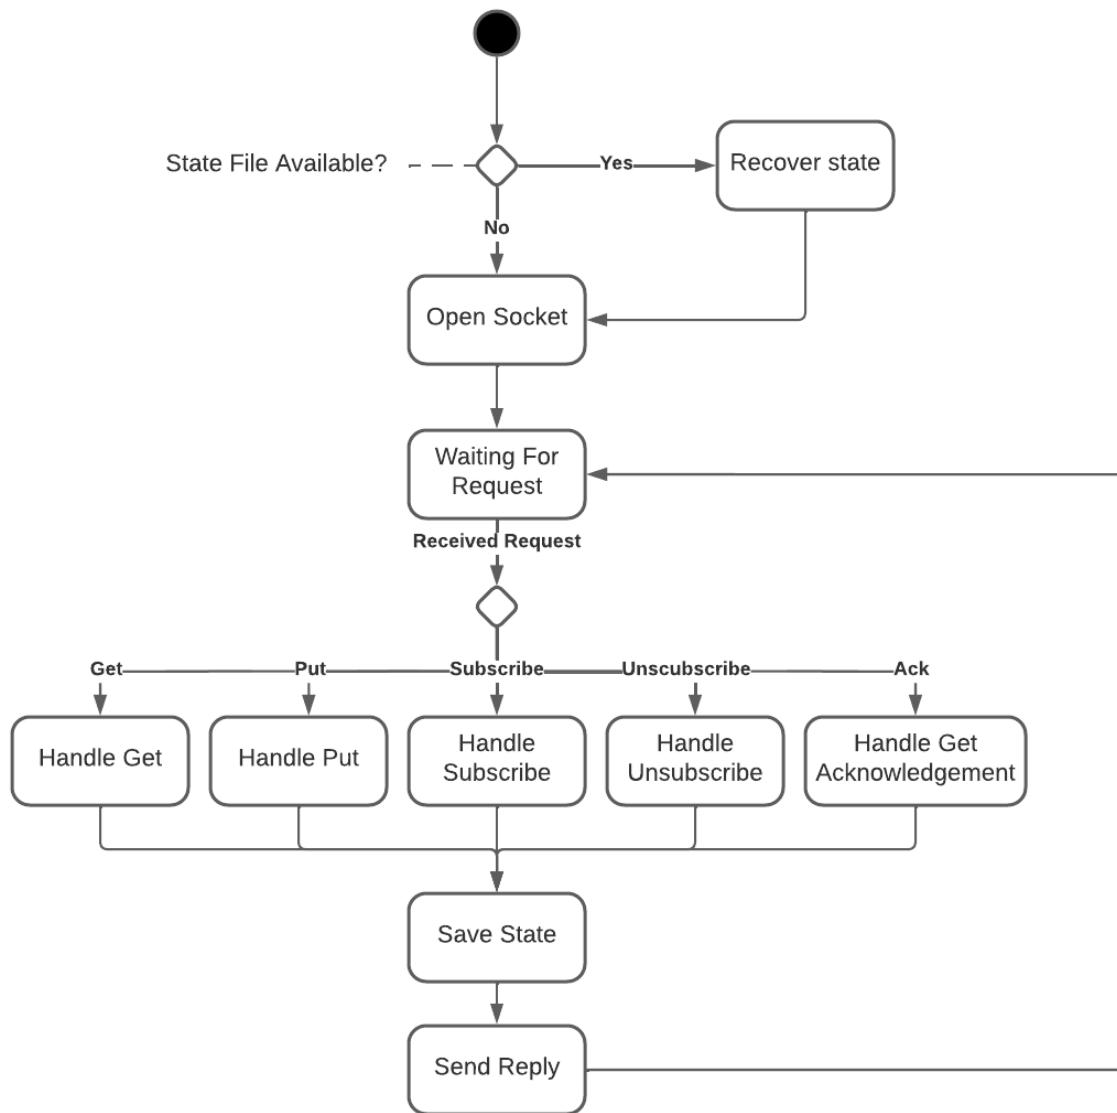 State File Available?
Yes
Recover state
No
Open Socket
Waiting For
Request
Received Request
Get
Put
Subscribe
Unscubscribe
Ack
Handle Get
Handle Put
Handle
Subscribe
Handle
Unsubscribe
Handle Get
Acknowledgement
Save State
Send Reply